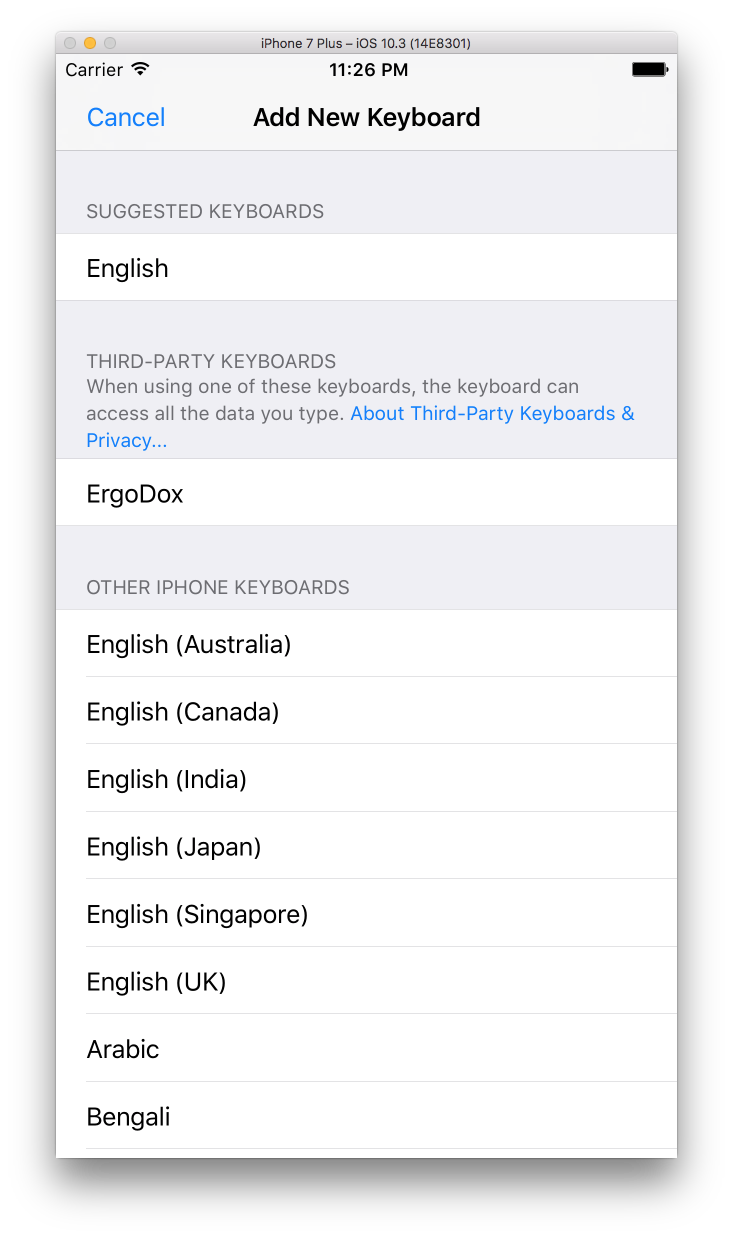 iPhone 7 Plus – iOS 10.3 (14E8301)
Carrier 11:26 PM
Cancel Add New Keyboard
SUGGESTED KEYBOARDS
English
THIRD-PARTY KEYBOARDS
When using one of these keyboards, the keyboard can
access all the data you type. About Third-Party Keyboards &
Privacy...
ErgoDox
OTHER IPHONE KEYBOARDS
English (Australia)
English (Canada)
English (India)
English (Japan)
English (Singapore)
English (UK)
Arabic
Bengali